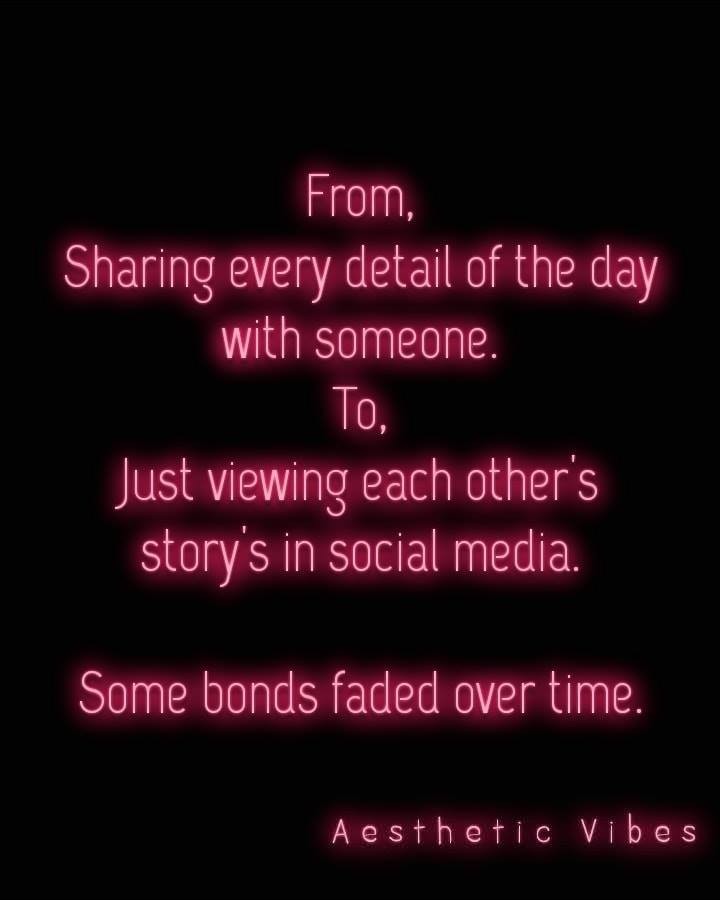 From,
Sharing every detail of the day
with someone.
To,
Just viewing each other's
story's in social media.
Some bonds faded over time.
Aesthetic Vibes